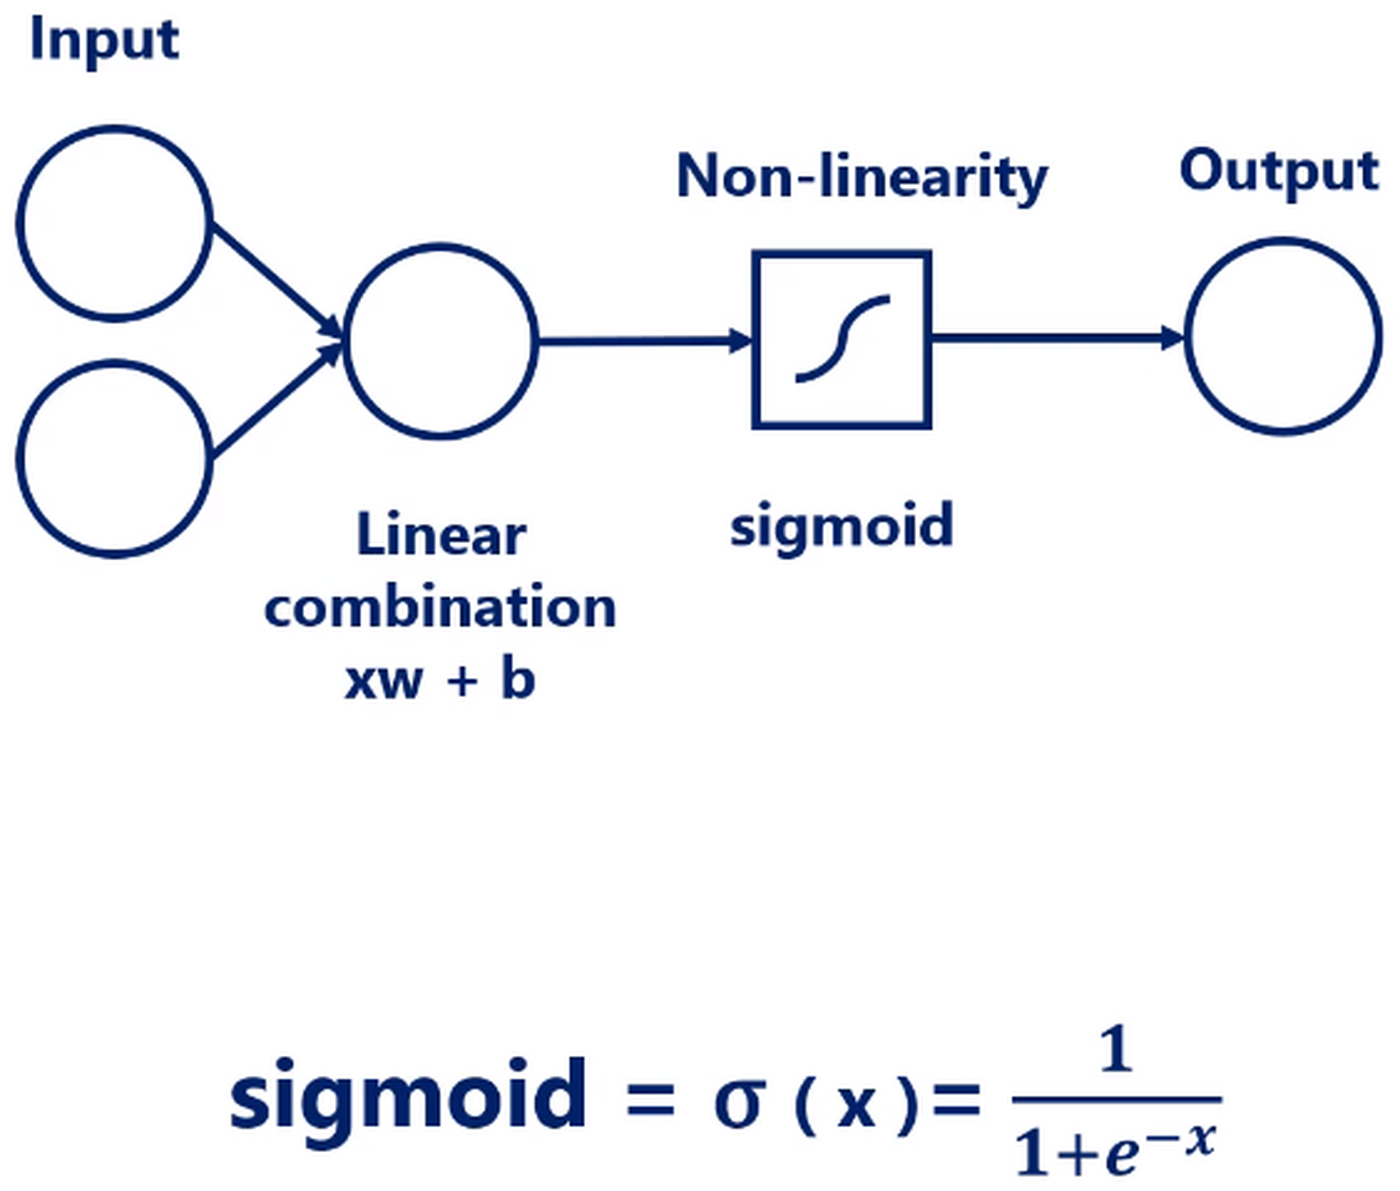 Input
Non-linearity
Output
Linear
combination
xw + b
sigmoid
sigmoid = σ ( x ) = 1 / 1+e^{-x}